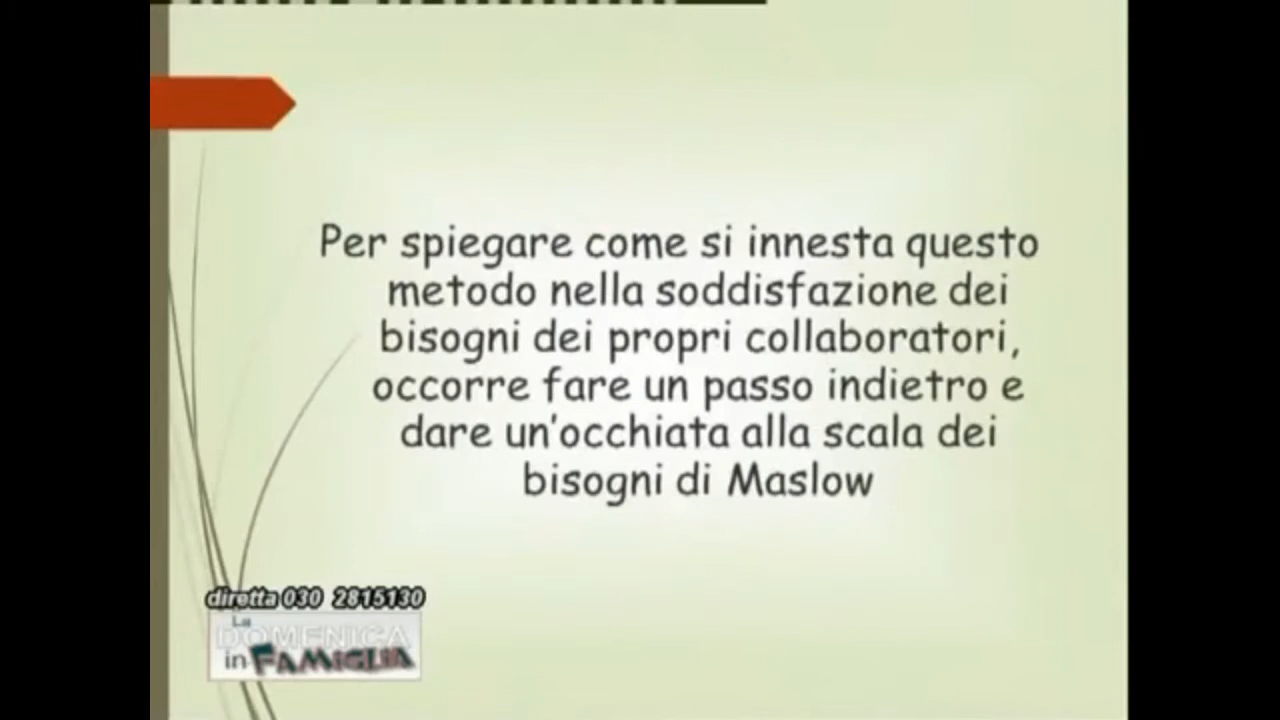 Per spiegare come si innesta questo
metodo nella soddisfazione dei
bisogni dei propri collaboratori,
occorre fare un passo indietro e
dare un'occhiata alla scala dei
bisogni di Maslow
diretta 030 2815130
La
DOMENICA
in FAMIGLIA